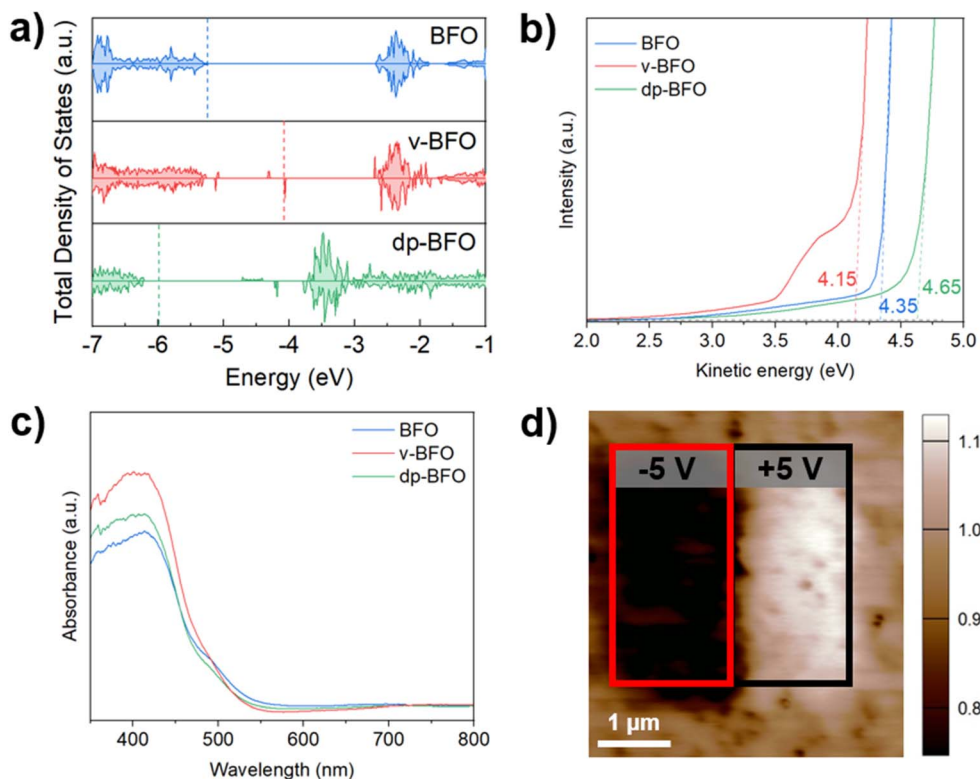 a)
Total Density of States (a.u.)
BFO
v-BFO
dp-BFO
-7 -6 -5 -4 -3 -2 -1
Energy (eV)
b)
Intensity (a.u.)
BFO
v-BFO
dp-BFO
4.15
4.65
4.35
2.0 2.5 3.0 3.5 4.0 4.5 5.0
Kinetic energy (eV)
c)
Absorbance (a.u.)
BFO
v-BFO
dp-BFO
400 500 600 700 800
Wavelength (nm)
d)
-5 V
+5 V
1 µm
1.1
1.0
0.9
0.8